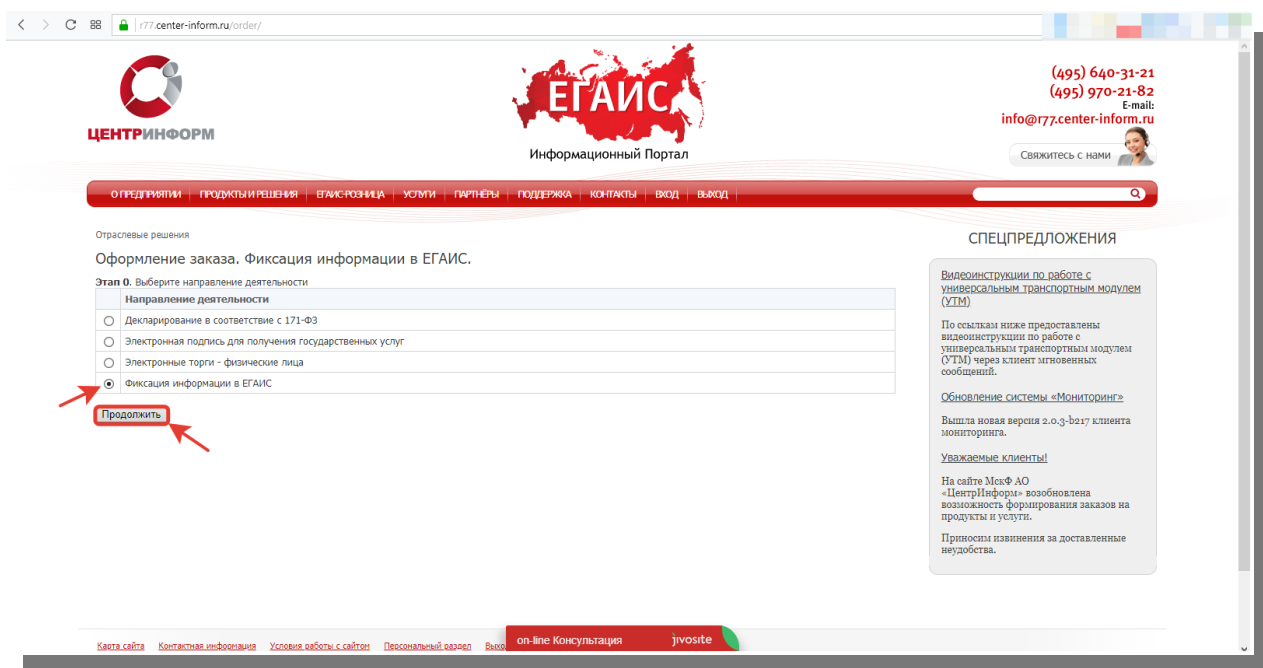 r77.center-inform.ru/order/
ЦЕНТРИНФОРМ
ЕГАИС
Информационный Портал
(495) 640-31-21
(495) 970-21-82
E-mail:
info@r77.center-inform.ru
Свяжитесь с нами
О ПРЕДПРИЯТИИ ПРОДУКТЫ И РЕШЕНИЯ ЕГАИС-РОЗНИЦА УСЛУГИ ПАРТНЁРЫ ПОДДЕРЖКА КОНТАКТЫ ВХОД ВЫХОД
Отраслевые решения
Оформление заказа. Фиксация информации в ЕГАИС.
Этап 0. Выберите направление деятельности
Направление деятельности
Декларирование в соответствие с 171-ФЗ
Электронная подпись для получения государственных услуг
Электронные торги - физические лица
Фиксация информации в ЕГАИС
Продолжить
СПЕЦПРЕДЛОЖЕНИЯ
Видеоинструкции по работе с
универсальным транспортным модулем
(УТМ)
По ссылкам ниже предоставлены
видеоинструкции по работе с
универсальным транспортным модулем
(УТМ) через клиент мгновенных
сообщений.
Обновление системы «Мониторинг»
Вышла новая версия 2.0.3-b217 клиента
мониторинга.
Уважаемые клиенты!
На сайте МскФ АО
«ЦентрИнформ» возобновлена
возможность формирования заказов на
продукты и услуги.
Приносим извинения за доставленные
неудобства.
Карта сайта Контактная информация Условия работы с сайтом Персональный раздел Выхо
on-line Консультация jivosite